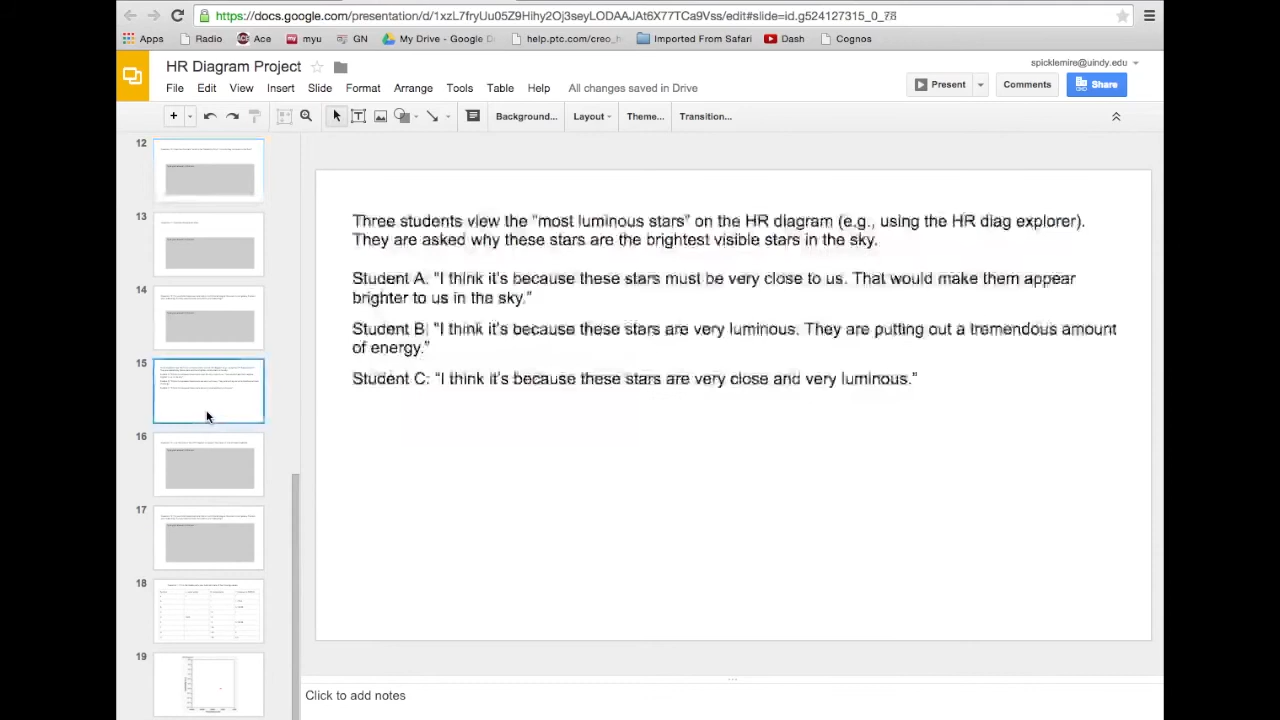 https://docs.google.com/presentation/d/1xzL7fryUu05Z9Hihy2Oj3seyLODAAJAt6X77TCa9Vss/edit#slide=id.g524127315_0_78
Apps Radio Ace myu GN My Drive - Google Dr help.ptc.com/creo_h Imported From Safari Dash Cognos
HR Diagram Project
spicklemire@uindy.edu
File Edit View Insert Slide Format Arrange Tools Table Help All changes saved in Drive
Present Comments Share
Background... Layout Theme... Transition...
12
13
14
15
16
17
18
19
Three students view the "most luminous stars" on the HR diagram (e.g., using the HR diag explorer).
They are asked why these stars are the brightest visible stars in the sky.
Student A. "I think it's because these stars must be very close to us. That would make them appear
brighter to us in the sky."
Student B. "I think it's because these stars are very luminous. They are putting out a tremendous amount
of energy."
Student C: "I think it's because these stars are very close and very luminous."
Click to add notes